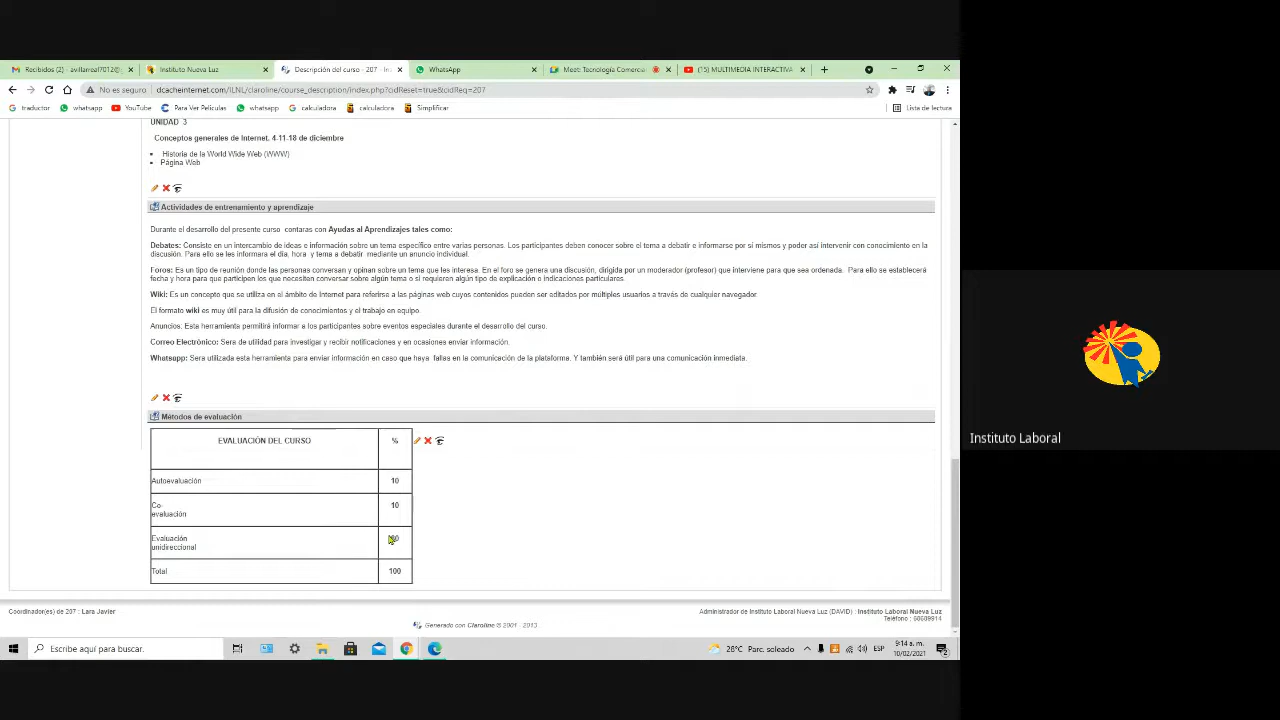 Recibidos (2) - avillarreal7012@g
Instituto Nueva Luz
Descripción del curso - 207 - Ins
WhatsApp
Meet: Tecnología Comercial
(15) MULTIMEDIA INTERACTIVA
No es seguro
dcacheinternet.com/ILNL/claroline/course_description/index.php?cidReset=true&cidReq=207
traductor
whatsapp
YouTube
Para Ver Peliculas
whatsapp
calculadora
calculadora
Simplificar
Lista de lectura
UNIDAD 3
Conceptos generales de Internet. 4-11-18 de diciembre
Historia de la World Wide Web (WWW)
Página Web
Actividades de entrenamiento y aprendizaje
Durante el desarrollo del presente curso contaras con Ayudas al Aprendizajes tales como:
Debates: Consiste en un intercambio de ideas e información sobre un tema específico entre varias personas. Los participantes deben conocer sobre el tema a debatir e informarse por sí mismos y poder así intervenir con conocimiento en la
discusión. Para ello se les informara el día, hora y tema a debatir mediante un anuncio individual.
Foros: Es un tipo de reunión donde las personas conversan y opinan sobre un tema que les interesa. En el foro se genera una discusión, dirigida por un moderador (profesor) que interviene para que sea ordenada. Para ello se establecerá
fecha y hora para que participen los que necesiten conversar sobre algún tema o si requieren algún tipo de explicación o indicaciones particulares.
Wiki: Es un concepto que se utiliza en el ámbito de Internet para referirse a las páginas web cuyos contenidos pueden ser editados por múltiples usuarios a través de cualquier navegador.
El formato wiki es muy útil para la difusión de conocimientos y el trabajo en equipo.
Anuncios: Esta herramienta permitirá informar a los participantes sobre eventos especiales durante el desarrollo del curso.
Correo Electrónico: Sera de utilidad para investigar y recibir notificaciones y en ocasiones enviar información.
Whatsupp: Sera utilizada esta herramienta para enviar información en caso que haya fallas en la comunicación de la plataforma. Y también será útil para una comunicación inmediata.
Métodos de evaluación
EVALUACIÓN DEL CURSO %
Autoevaluación 10
Co- 10
evaluación
Evaluación
unidireccional
Total 100
Coordinador(es) de 207 : Lara Javier
Administrador de Instituto Laboral Nueva Luz (DAVID) : Instituto Laboral Nueva Luz
Teléfono : 68689914
Generado con Claroline © 2001 - 2013
Escribe aquí para buscar.
28°C Parc. soleado
ESP
9:14 a. m.
10/02/2021
Instituto Laboral